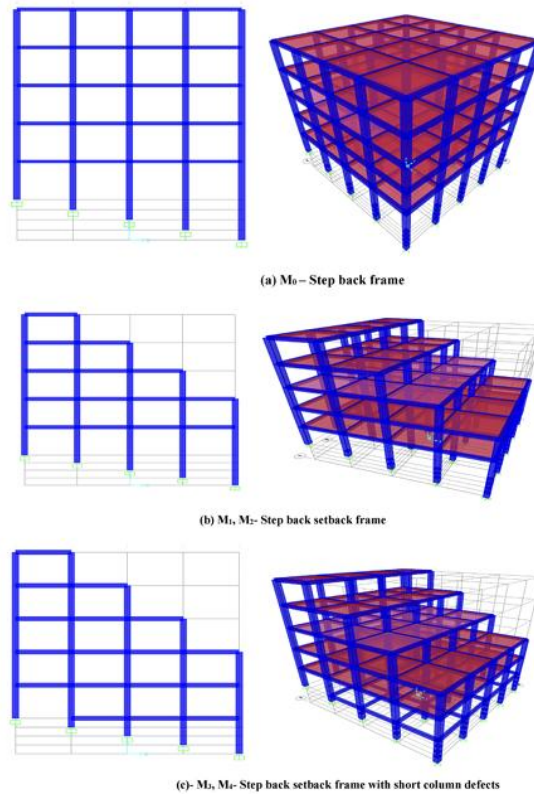 (a) M₀ – Step back frame
(b) M₁, M₂- Step back setback frame
(c)- M₃, M₄- Step back setback frame with short column defects